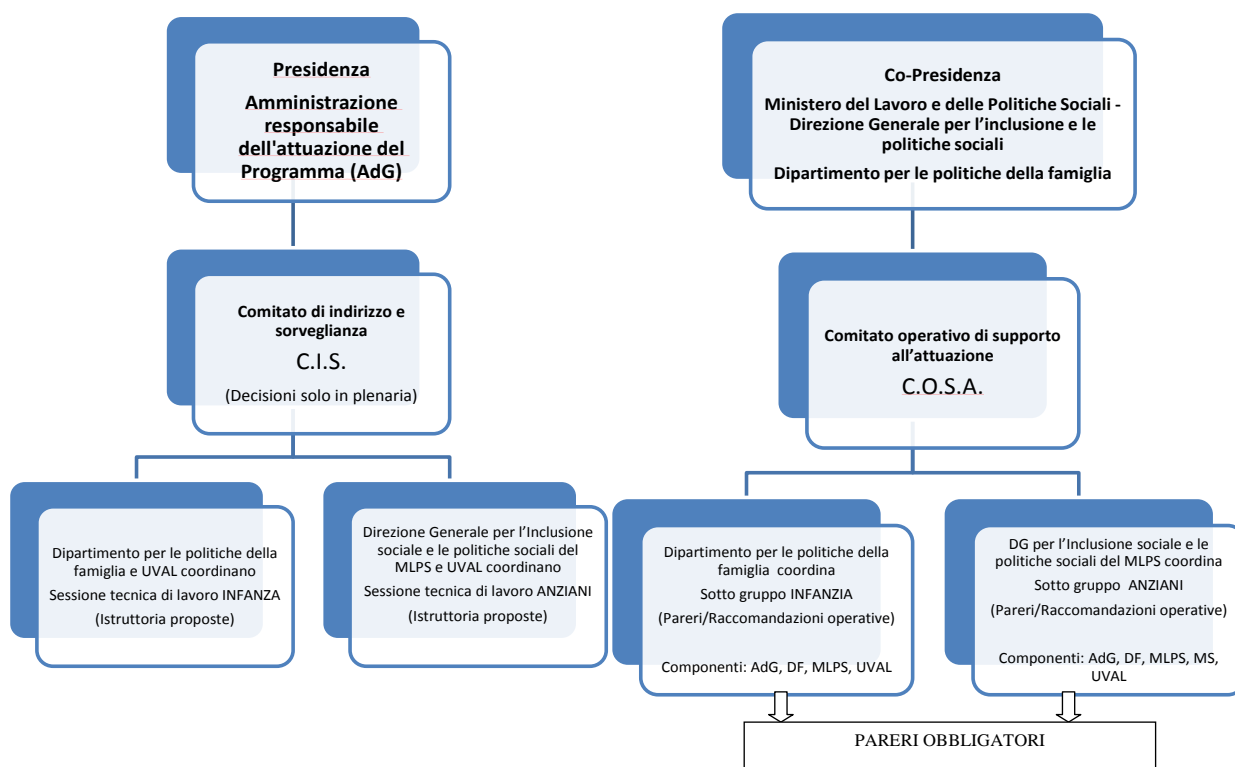 Presidenza
Amministrazione
responsabile
dell'attuazione del
Programma (AdG)
Comitato di indirizzo e
sorveglianza
C.I.S.
(Decisioni solo in plenaria)
Dipartimento per le politiche della
famiglia e UVAL coordinano
Sessione tecnica di lavoro INFANZA
(Istruttoria proposte)
Direzione Generale per l’Inclusione
sociale e le politiche sociali del
MLPS e UVAL coordinano
Sessione tecnica di lavoro ANZIANI
(Istruttoria proposte)
Co-Presidenza
Ministero del Lavoro e delle Politiche Sociali -
Direzione Generale per l’inclusione e le
politiche sociali
Dipartimento per le politiche della famiglia
Comitato operativo di supporto
all’attuazione
C.O.S.A.
Dipartimento per le politiche della
famiglia coordina
Sotto gruppo INFANZIA
(Pareri/Raccomandazioni operative)
Componenti: AdG, DF, MLPS, UVAL
DG per l’Inclusione sociale e le
politiche sociali del MLPS coordina
Sotto gruppo ANZIANI
(Pareri/Raccomandazioni operative)
Componenti: AdG, DF, MLPS, MS,
UVAL
PARERI OBBLIGATORI